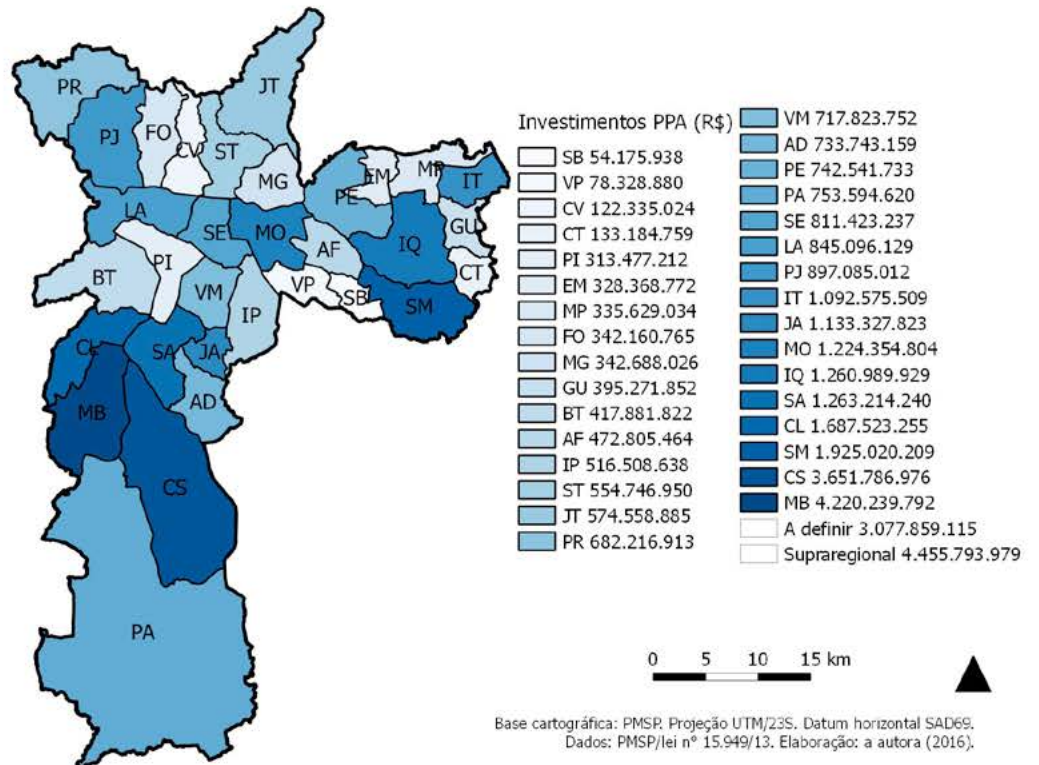 PR
JT
PJ
FO
CV
ST
MG
EM
MP
IT
PE
LA
SE
MO
AF
IQ
GU
CT
BT
PI
VM
IP
VP
SB
SM
CL
SA
JA
MB
AD
CS
PA
Investimentos PPA (R$)
SB 54.175.938
VP 78.328.880
CV 122.335.024
CT 133.184.759
PI 313.477.212
EM 328.368.772
MP 335.629.034
FO 342.160.765
MG 342.688.026
GU 395.271.852
BT 417.881.822
AF 472.805.464
IP 516.508.638
ST 554.746.950
JT 574.558.885
PR 682.216.913
VM 717.823.752
AD 733.743.159
PE 742.541.733
PA 753.594.620
SE 811.423.237
LA 845.096.129
PJ 897.085.012
IT 1.092.575.509
JA 1.133.327.823
MO 1.224.354.804
IQ 1.260.989.929
SA 1.263.214.240
CL 1.687.523.255
SM 1.925.020.209
CS 3.651.786.976
MB 4.220.239.792
A definir 3.077.859.115
Supraregional 4.455.793.979
0 5 10 15 km
Base cartográfica: PMSP. Projeção UTM/23S. Datum horizontal SAD69.
Dados: PMSP/lei n° 15.949/13. Elaboração: a autora (2016).